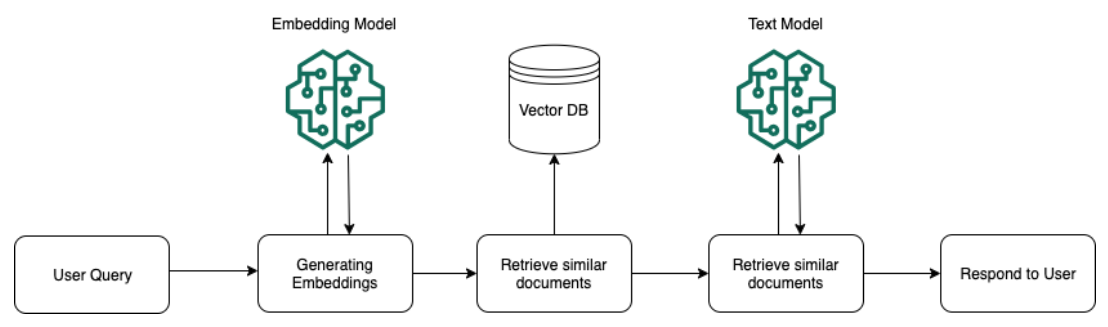 Embedding Model
Text Model
Vector DB
User Query
Generating
Embeddings
Retrieve similar
documents
Retrieve similar
documents
Respond to User